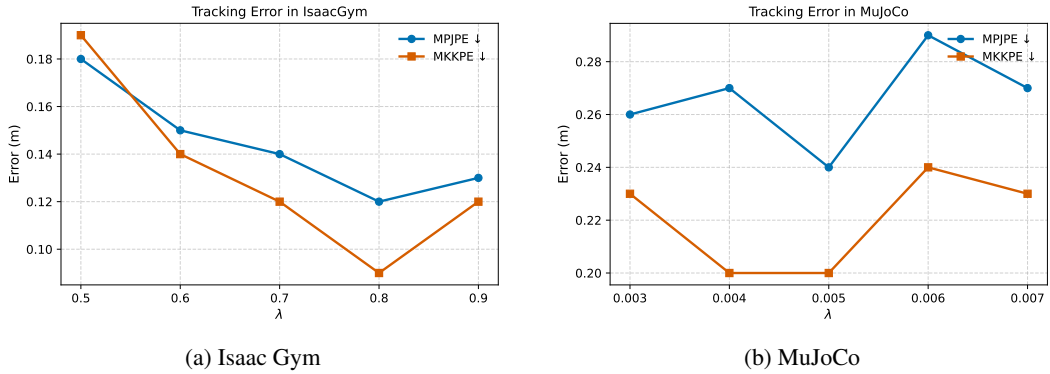 Tracking Error in IsaacGym
MPJPE ↓
MKKPE ↓
Error (m)
0.18
0.16
0.14
0.12
0.10
0.5 0.6 0.7 0.8 0.9
λ
(a) Isaac Gym
Tracking Error in MuJoCo
MPJPE ↓
MKKPE ↓
Error (m)
0.28
0.26
0.24
0.22
0.20
0.003 0.004 0.005 0.006 0.007
λ
(b) MuJoCo